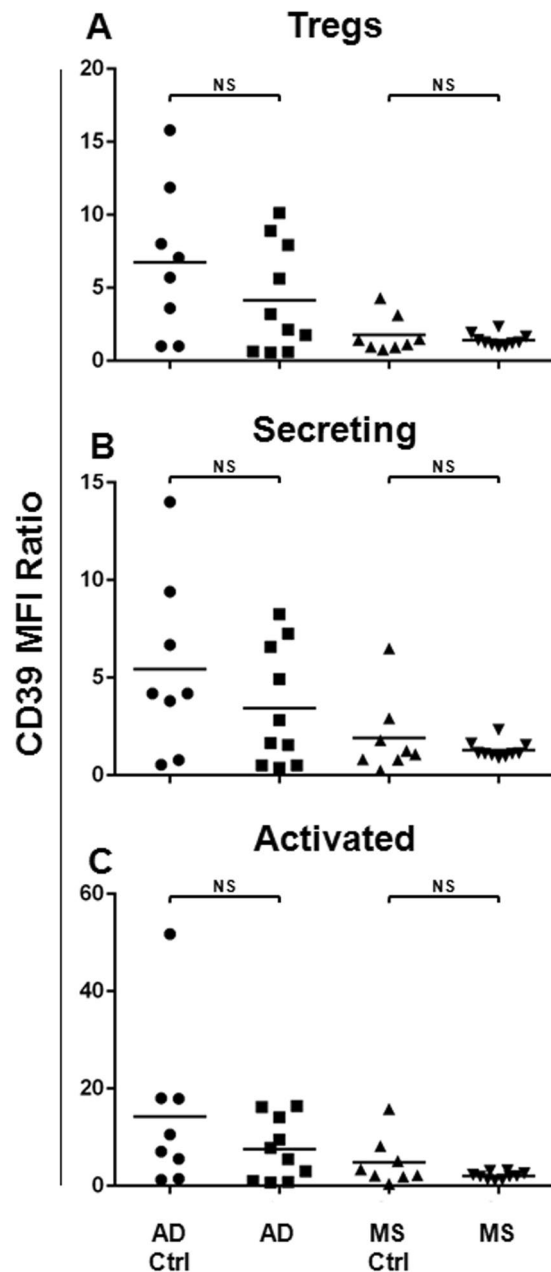 A
Tregs
20
NS
NS
15
10
5
0
B
Secreting
15
NS
NS
10
5
0
CD39 MFI Ratio
C
Activated
60
NS
NS
40
20
0
AD
Ctrl
AD
MS
Ctrl
MS